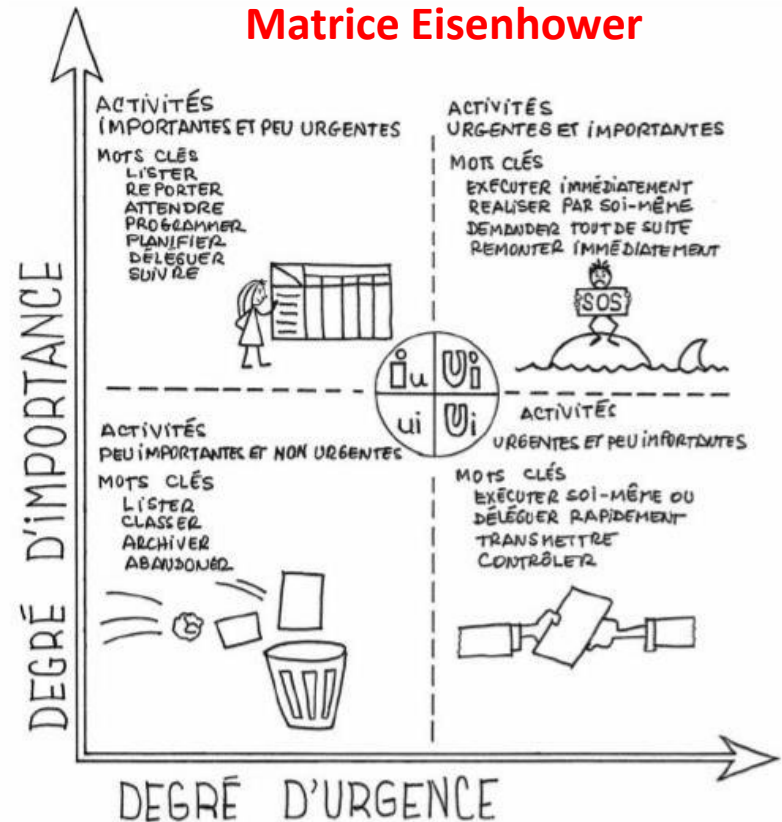 Matrice Eisenhower
ACTIVITÉS
IMPORTANTES ET PEU URGENTES
MOTS CLÉS
LISTER
REPORTER
ATTENDRE
PROGRAMMER
PLANIFIER
DÉLEGUER
SUIVRE
ACTIVITÉS
URGENTES ET IMPORTANTES
MOTS CLÉS
EXÉCUTER IMMÉDIATEMENT
REALISER PAR SOI-MÊME
DEMANDER TOUT DE SUITE
REMONTER IMMÉDIATEMENT
SOS
iu
Ui
ui
Ui
ACTIVITÉS
PEU IMPORTANTES ET NON URGENTES
MOTS CLÉS
LISTER
CLASSER
ARCHIVER
ABANDONER
ACTIVITÉS
URGENTES ET PEU IMPORTANTES
MOTS CLÉS
EXÉCUTER SOI-MÊME OU
DÉLÉGUER RAPIDEMENT
TRANSMETTRE
CONTRÔLER
DEGRÉ D'IMPORTANCE
DEGRÉ D'URGENCE